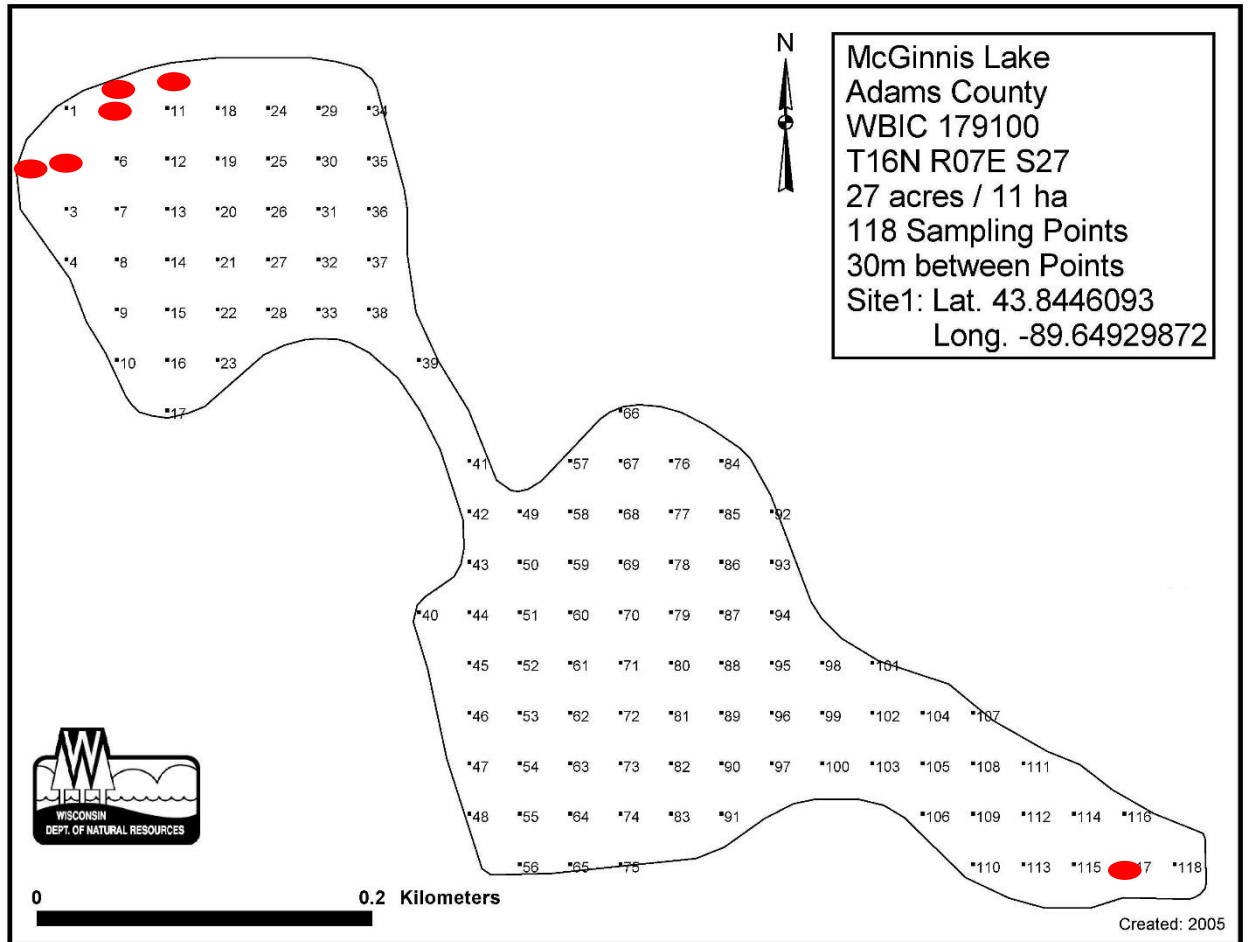 N
McGinnis Lake
Adams County
WBIC 179100
T16N R07E S27
27 acres / 11 ha
118 Sampling Points
30m between Points
Site1: Lat. 43.8446093
Long. -89.64929872
1 11 18 24 29 34
6 12 19 25 30 35
3 7 13 20 26 31 36
4 8 14 21 27 32 37
9 15 22 28 33 38
10 16 23 39
17 66
41 57 67 76 84
42 49 58 68 77 85 92
43 50 59 69 78 86 93
40 44 51 60 70 79 87 94
45 52 61 71 80 88 95 98 101
46 53 62 72 81 89 96 99 102 104 107
47 54 63 73 82 90 97 100 103 105 108 111
48 55 64 74 83 91 106 109 112 114 116
56 65 75 110 113 115 17 118
W
WISCONSIN
DEPT. OF NATURAL RESOURCES
0 0.2 Kilometers
Created: 2005